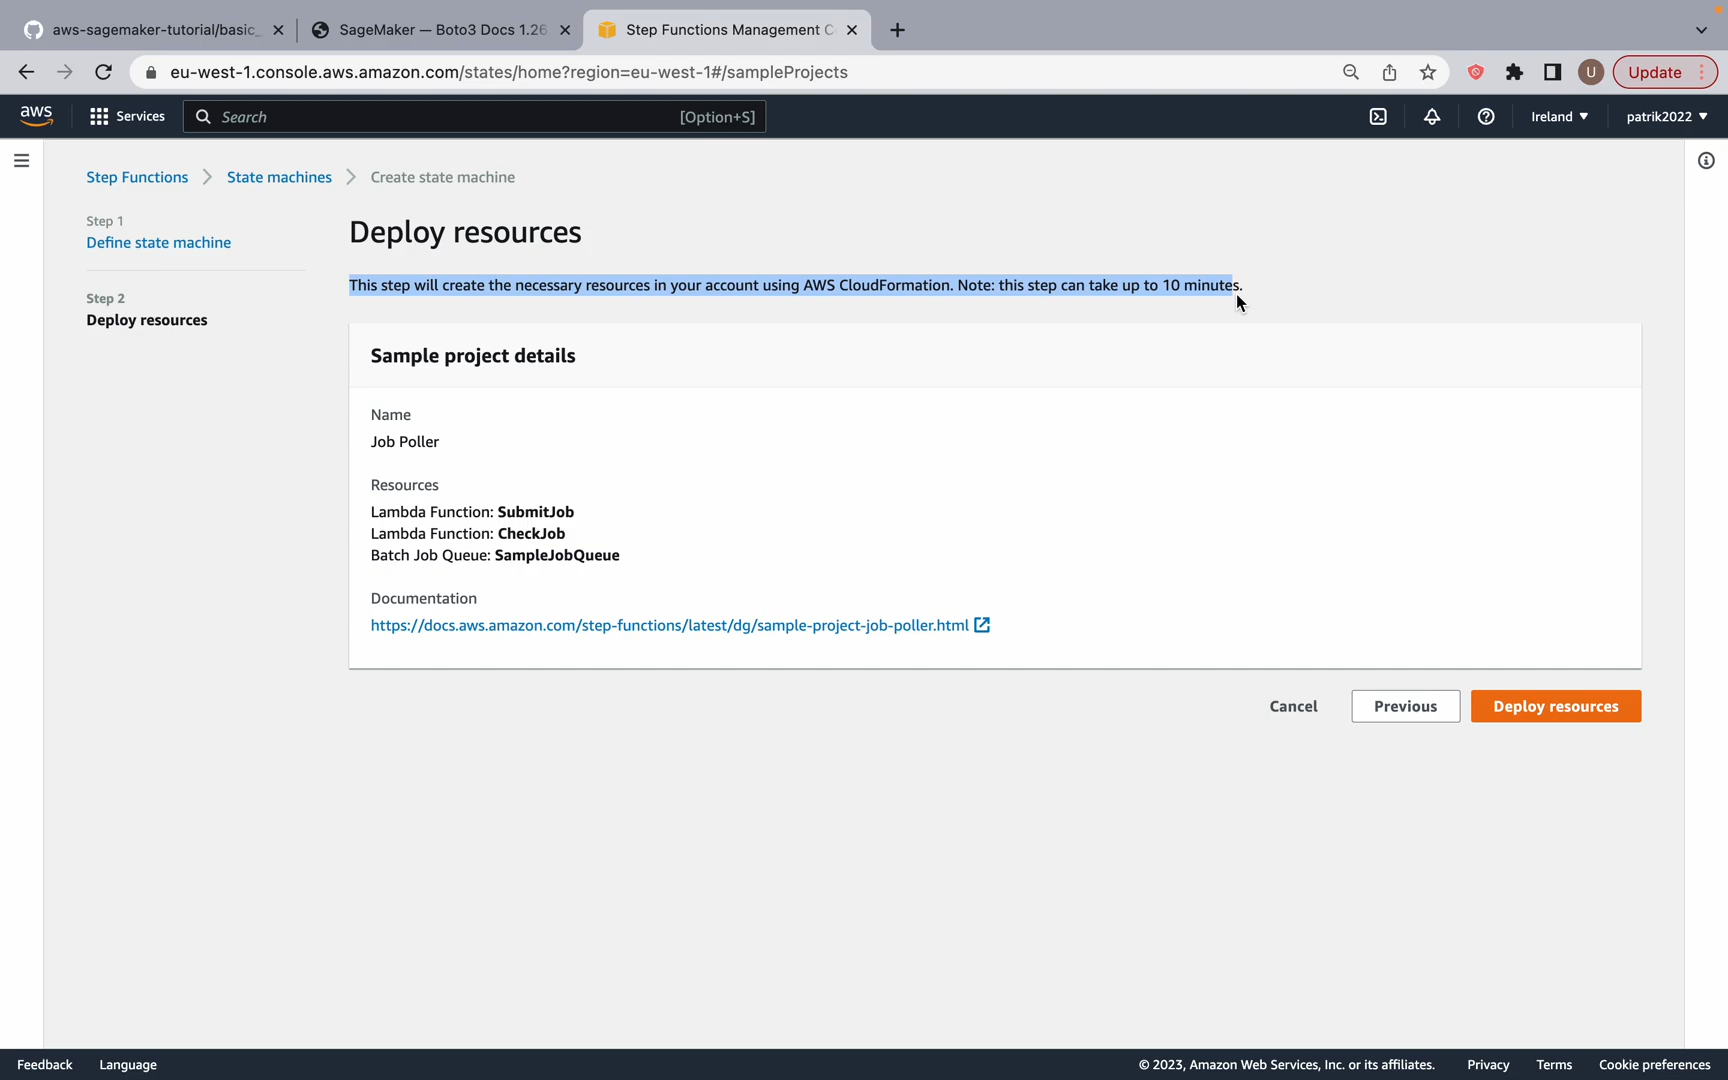 aws-sagemaker-tutorial/basic_
SageMaker — Boto3 Docs 1.26
Step Functions Management C
eu-west-1.console.aws.amazon.com/states/home?region=eu-west-1#/sampleProjects
U
Update
aws
Services
Search
[Option+S]
Ireland
patrik2022
Step Functions
State machines
Create state machine
Step 1
Define state machine
Step 2
Deploy resources
Deploy resources
This step will create the necessary resources in your account using AWS CloudFormation. Note: this step can take up to 10 minutes.
Sample project details
Name
Job Poller
Resources
Lambda Function: SubmitJob
Lambda Function: CheckJob
Batch Job Queue: SampleJobQueue
Documentation
https://docs.aws.amazon.com/step-functions/latest/dg/sample-project-job-poller.html
Cancel
Previous
Deploy resources
Feedback
Language
© 2023, Amazon Web Services, Inc. or its affiliates.
Privacy
Terms
Cookie preferences